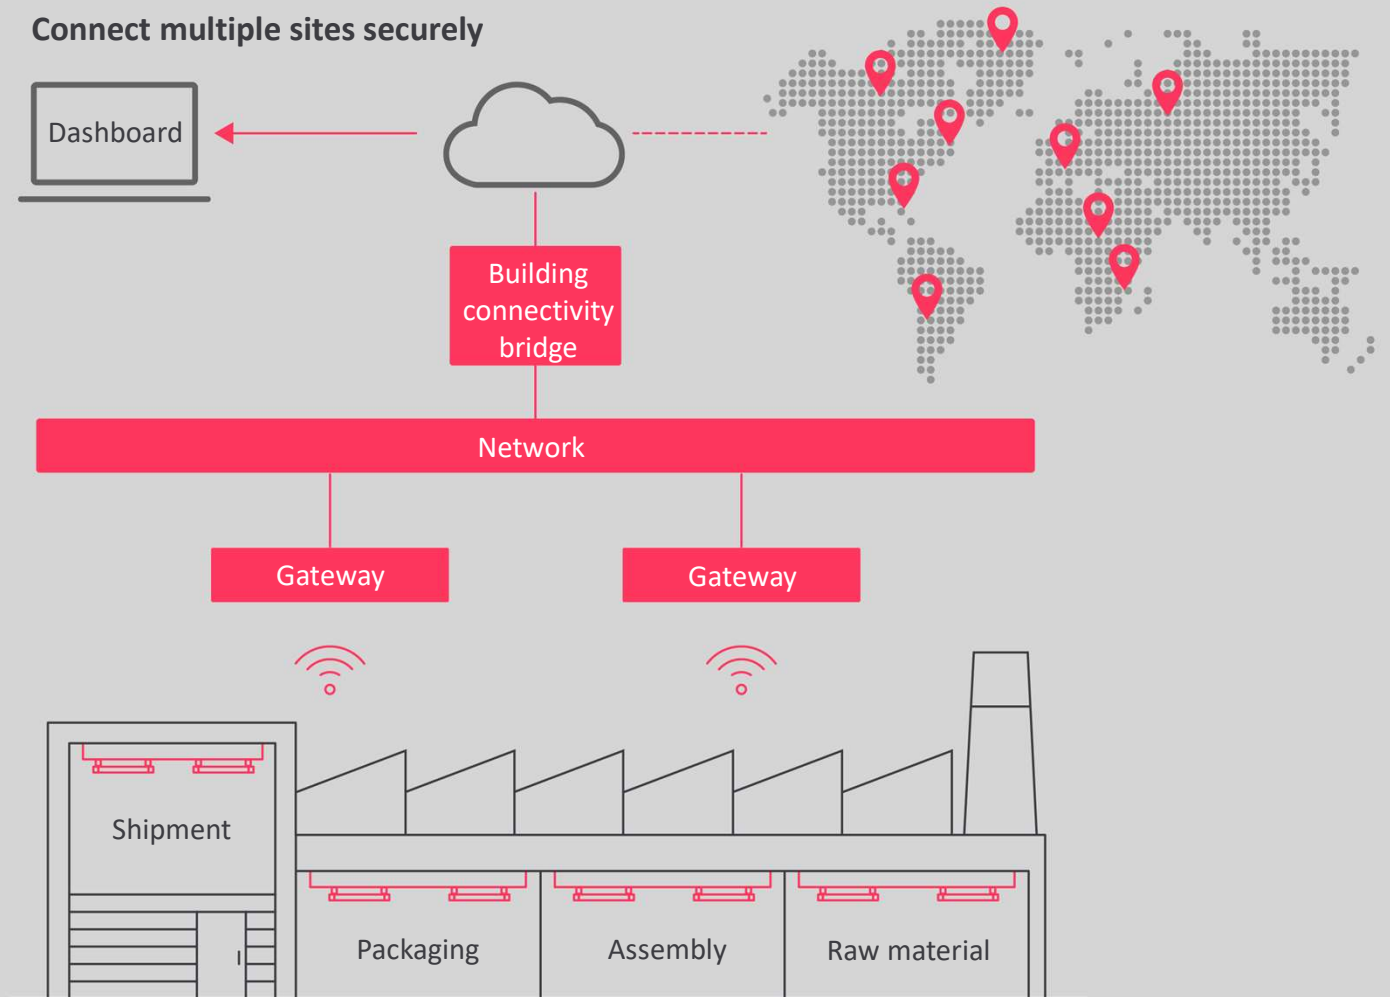 Connect multiple sites securely
Dashboard
Building
connectivity
bridge
Network
Gateway
Gateway
Shipment
Packaging
Assembly
Raw material